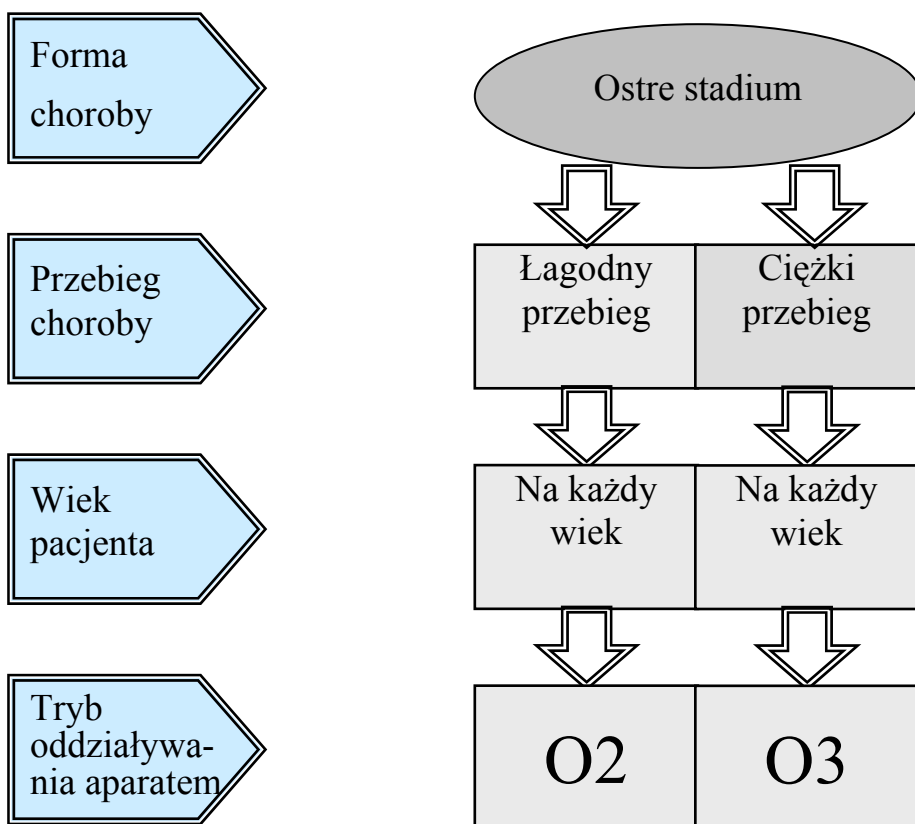 Forma
choroby
Ostre stadium
Przebieg
choroby
Łagodny
przebieg
Ciężki
przebieg
Wiek
pacjenta
Na każdy
wiek
Na każdy
wiek
Tryb
oddziaływa-
nia aparatem
O2
O3